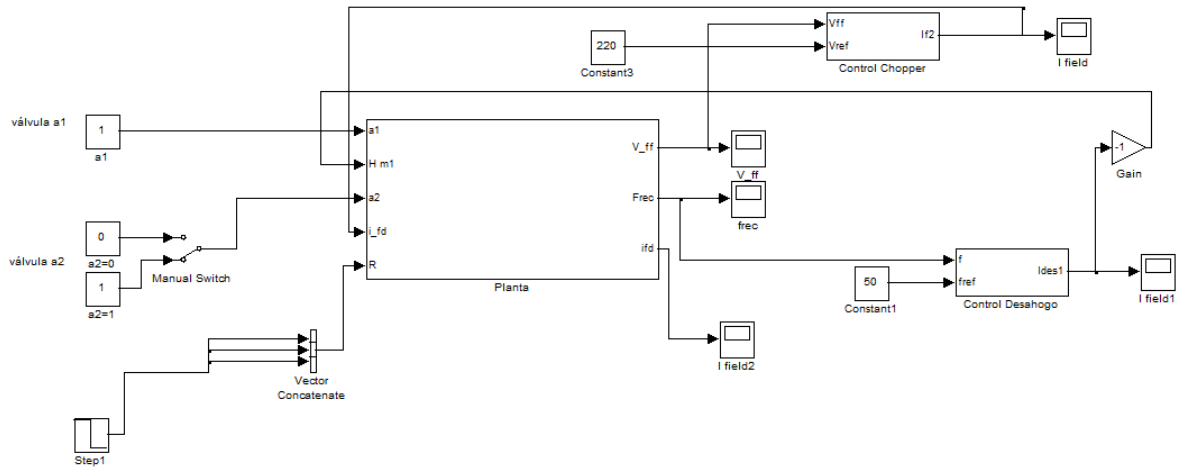 Vff
Vref
If2
Control Chopper
I field
220
Constant3
válvula a1
1
a1
a1
H m1
a2
i_fd
R
V_ff
Frec
ifd
Planta
V_ff
frec
-1
Gain
válvula a2
0
a2=0
1
a2=1
Manual Switch
f
fref
Ides1
Control Desahogo
50
Constant1
I field1
I field2
Vector
Concatenate
Step1